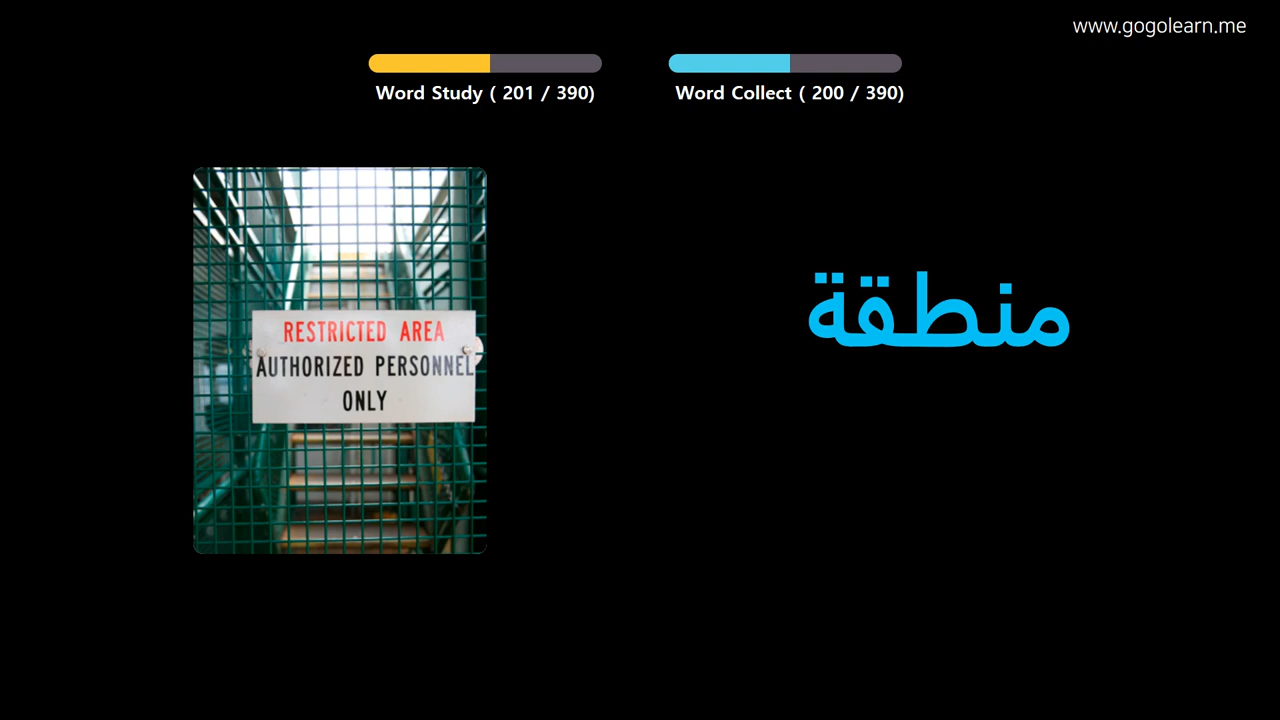 www.gogolearn.me
Word Study ( 201 / 390)
Word Collect ( 200 / 390)
RESTRICTED AREA
AUTHORIZED PERSONNEL
ONLY
منطقة